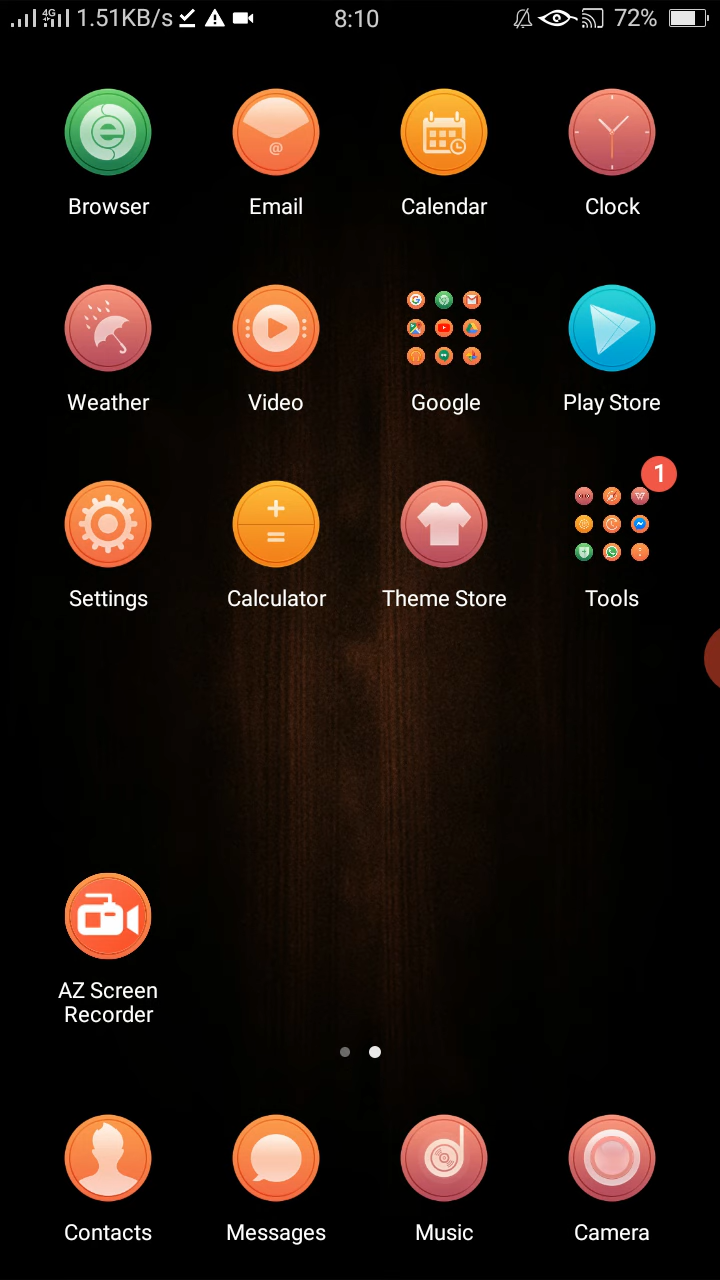 4G 1.51KB/s 8:10 72%
Browser Email Calendar Clock
Weather Video Google Play Store
1
Settings Calculator Theme Store Tools
AZ Screen
Recorder
Contacts Messages Music Camera